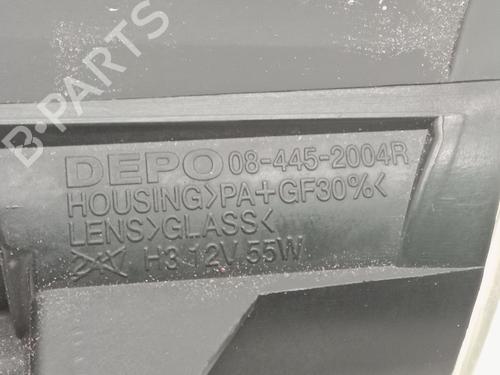 B-PARTS
DEPO 08-445-2004R
HOUSING>PA+GF30%<
LENS>GLASS<
H3 12V 55W